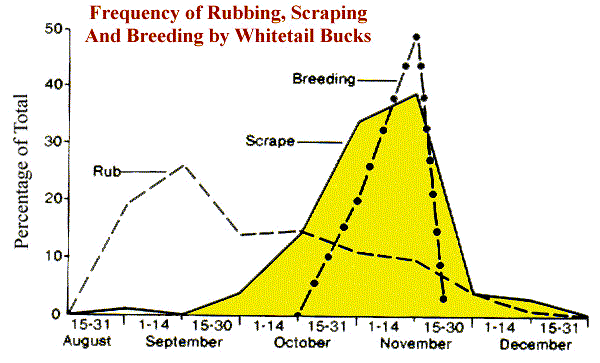 Frequency of Rubbing, Scraping
And Breeding by Whitetail Bucks
Percentage of Total
50
40
30
20
10
0
Breeding
Scrape
Rub
15-31 1-14 15-30 1-14 15-31 1-14 15-30 1-14 15-31
August September October November December